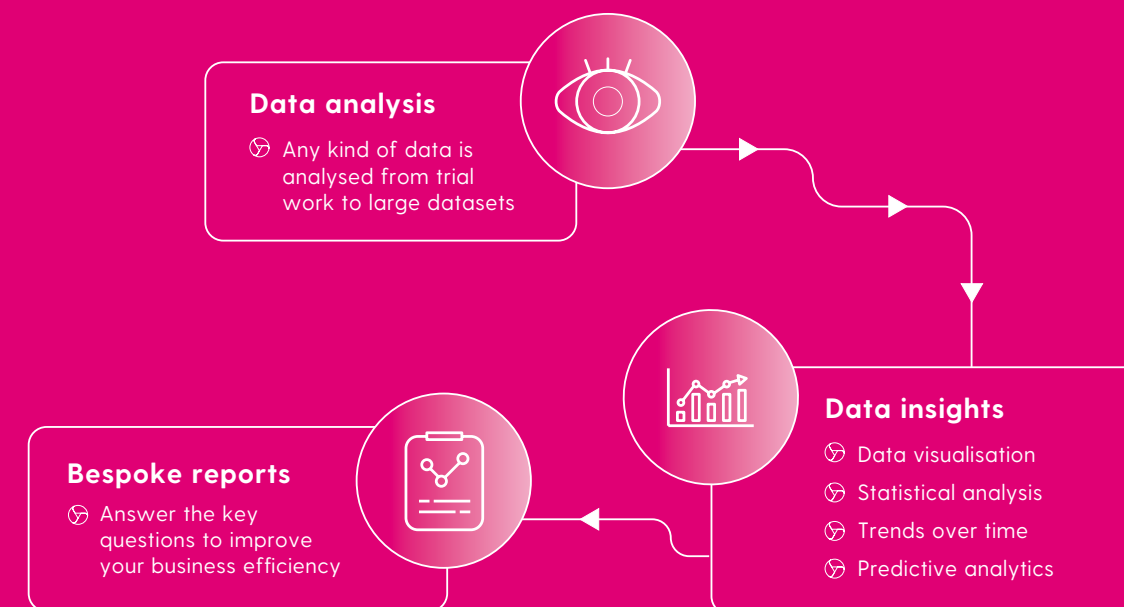 Data analysis
Any kind of data is
analysed from trial
work to large datasets
Data insights
Data visualisation
Statistical analysis
Trends over time
Predictive analytics
Bespoke reports
Answer the key
questions to improve
your business efficiency